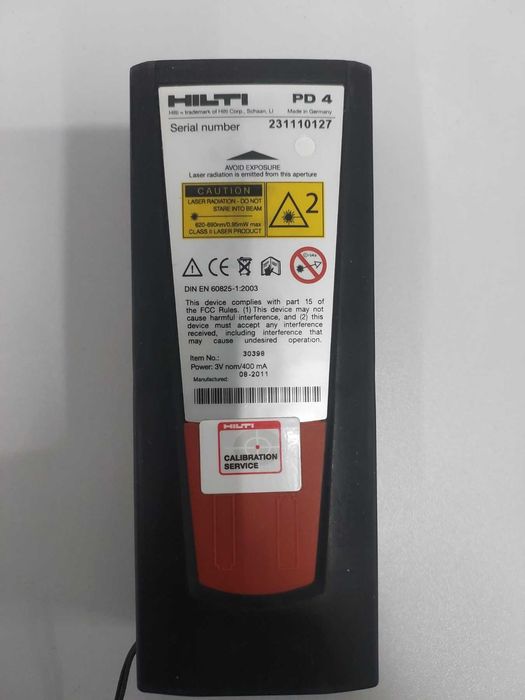 HILTI PD 4
Hilti = trademark of Hilti Corp., Schaan, LI Made in Germany
Serial number 231110127
AVOID EXPOSURE
Laser radiation is emitted from this aperture
CAUTION
LASER RADIATION - DO NOT
STARE INTO BEAM
620-690nm/0.95mW max
CLASS II LASER PRODUCT
2
CE
DIN EN 60825-1:2003
This device complies with part 15 of
the FCC Rules. (1) This device may not
cause harmful interference, and (2) this
device must accept any interference
received, including interference that
may cause undesired operation.
Item No.: 30398
Power: 3V nom/400 mA
Manufactured: 08-2011
HILTI
CALIBRATION
SERVICE